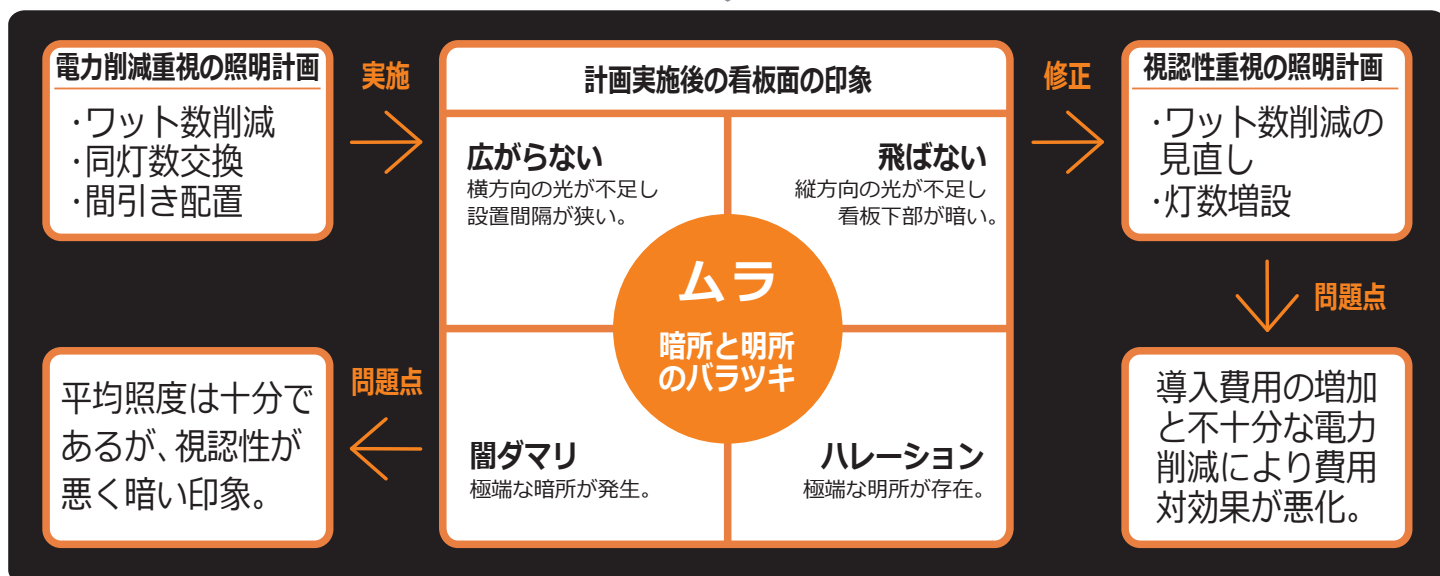 電力削減重視の照明計画
・ワット数削減
・同灯数交換
・間引き配置
実施
計画実施後の看板面の印象
広がらない
横方向の光が不足し
設置間隔が狭い。
飛ばない
縦方向の光が不足し
看板下部が暗い。
ムラ
暗所と明所
のバラツキ
闇ダマリ
極端な暗所が発生。
ハレーション
極端な明所が存在。
問題点
平均照度は十分で
あるが、視認性が
悪く暗い印象。
修正
視認性重視の照明計画
・ワット数削減の
見直し
・灯数増設
問題点
導入費用の増加
と不十分な電力
削減により費用
対効果が悪化。